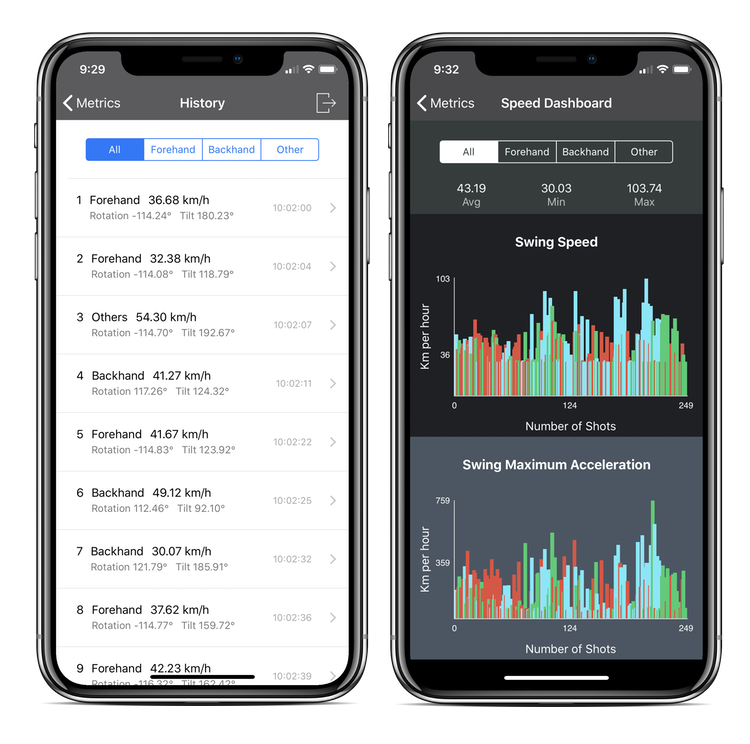 9:29
Metrics History
All Forehand Backhand Other
1 Forehand 36.68 km/h
Rotation -114.24° Tilt 180.23°
10:02:00
2 Forehand 32.38 km/h
Rotation -114.08° Tilt 118.79°
10:02:04
3 Others 54.30 km/h
Rotation -114.70° Tilt 192.67°
10:02:07
4 Backhand 41.27 km/h
Rotation 117.26° Tilt 124.32°
10:02:11
5 Forehand 41.67 km/h
Rotation -114.83° Tilt 123.92°
10:02:22
6 Backhand 49.12 km/h
Rotation 112.46° Tilt 92.10°
10:02:25
7 Backhand 30.07 km/h
Rotation 121.79° Tilt 185.91°
10:02:32
8 Forehand 37.62 km/h
Rotation -114.77° Tilt 159.72°
10:02:36
9 Forehand 42.23 km/h
Rotation -116.32° Tilt 162.42°
10:02:39
9:32
Metrics Speed Dashboard
All Forehand Backhand Other
43.19 30.03 103.74
Avg Min Max
Swing Speed
103
36
Km per hour
0 124 249
Number of Shots
Swing Maximum Acceleration
759
359
Km per hour
0 124 249
Number of Shots